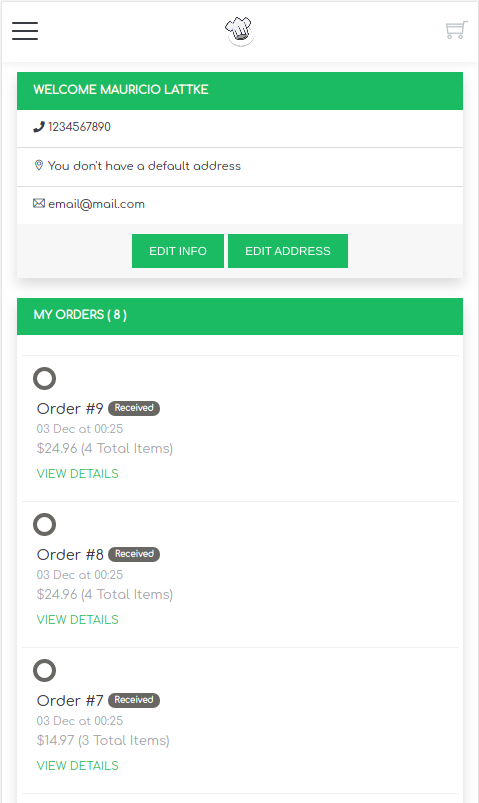 WELCOME MAURICIO LATTKE
1234567890
You don't have a default address
email@mail.com
EDIT INFO EDIT ADDRESS
MY ORDERS ( 8 )
Order #9 Received
03 Dec at 00:25
$24.96 (4 Total Items)
VIEW DETAILS
Order #8 Received
03 Dec at 00:25
$24.96 (4 Total Items)
VIEW DETAILS
Order #7 Received
03 Dec at 00:25
$14.97 (3 Total Items)
VIEW DETAILS